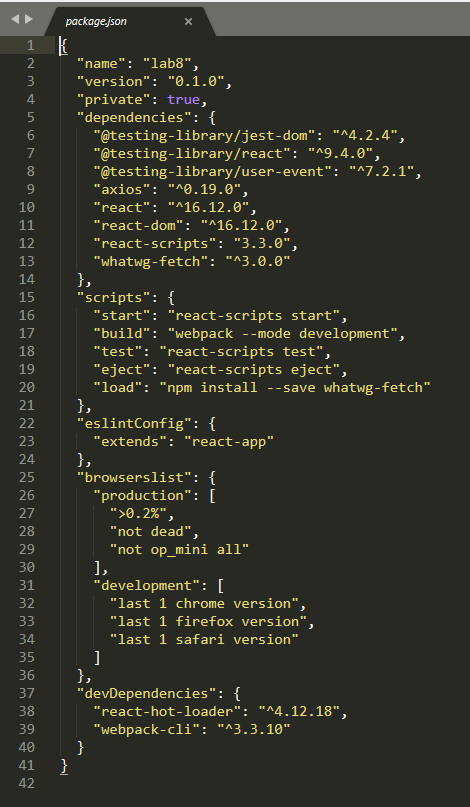 package.json
1 {
2 "name": "lab8",
3 "version": "0.1.0",
4 "private": true,
5 "dependencies": {
6 "@testing-library/jest-dom": "^4.2.4",
7 "@testing-library/react": "^9.4.0",
8 "@testing-library/user-event": "^7.2.1",
9 "axios": "^0.19.0",
10 "react": "^16.12.0",
11 "react-dom": "^16.12.0",
12 "react-scripts": "3.3.0",
13 "whatwg-fetch": "^3.0.0"
14 },
15 "scripts": {
16 "start": "react-scripts start",
17 "build": "webpack --mode development",
18 "test": "react-scripts test",
19 "eject": "react-scripts eject",
20 "load": "npm install --save whatwg-fetch"
21 },
22 "eslintConfig": {
23 "extends": "react-app"
24 },
25 "browserslist": {
26 "production": [
27 ">0.2%",
28 "not dead",
29 "not op_mini all"
30 ],
31 "development": [
32 "last 1 chrome version",
33 "last 1 firefox version",
34 "last 1 safari version"
35 ]
36 },
37 "devDependencies": {
38 "react-hot-loader": "^4.12.18",
39 "webpack-cli": "^3.3.10"
40 }
41 }
42